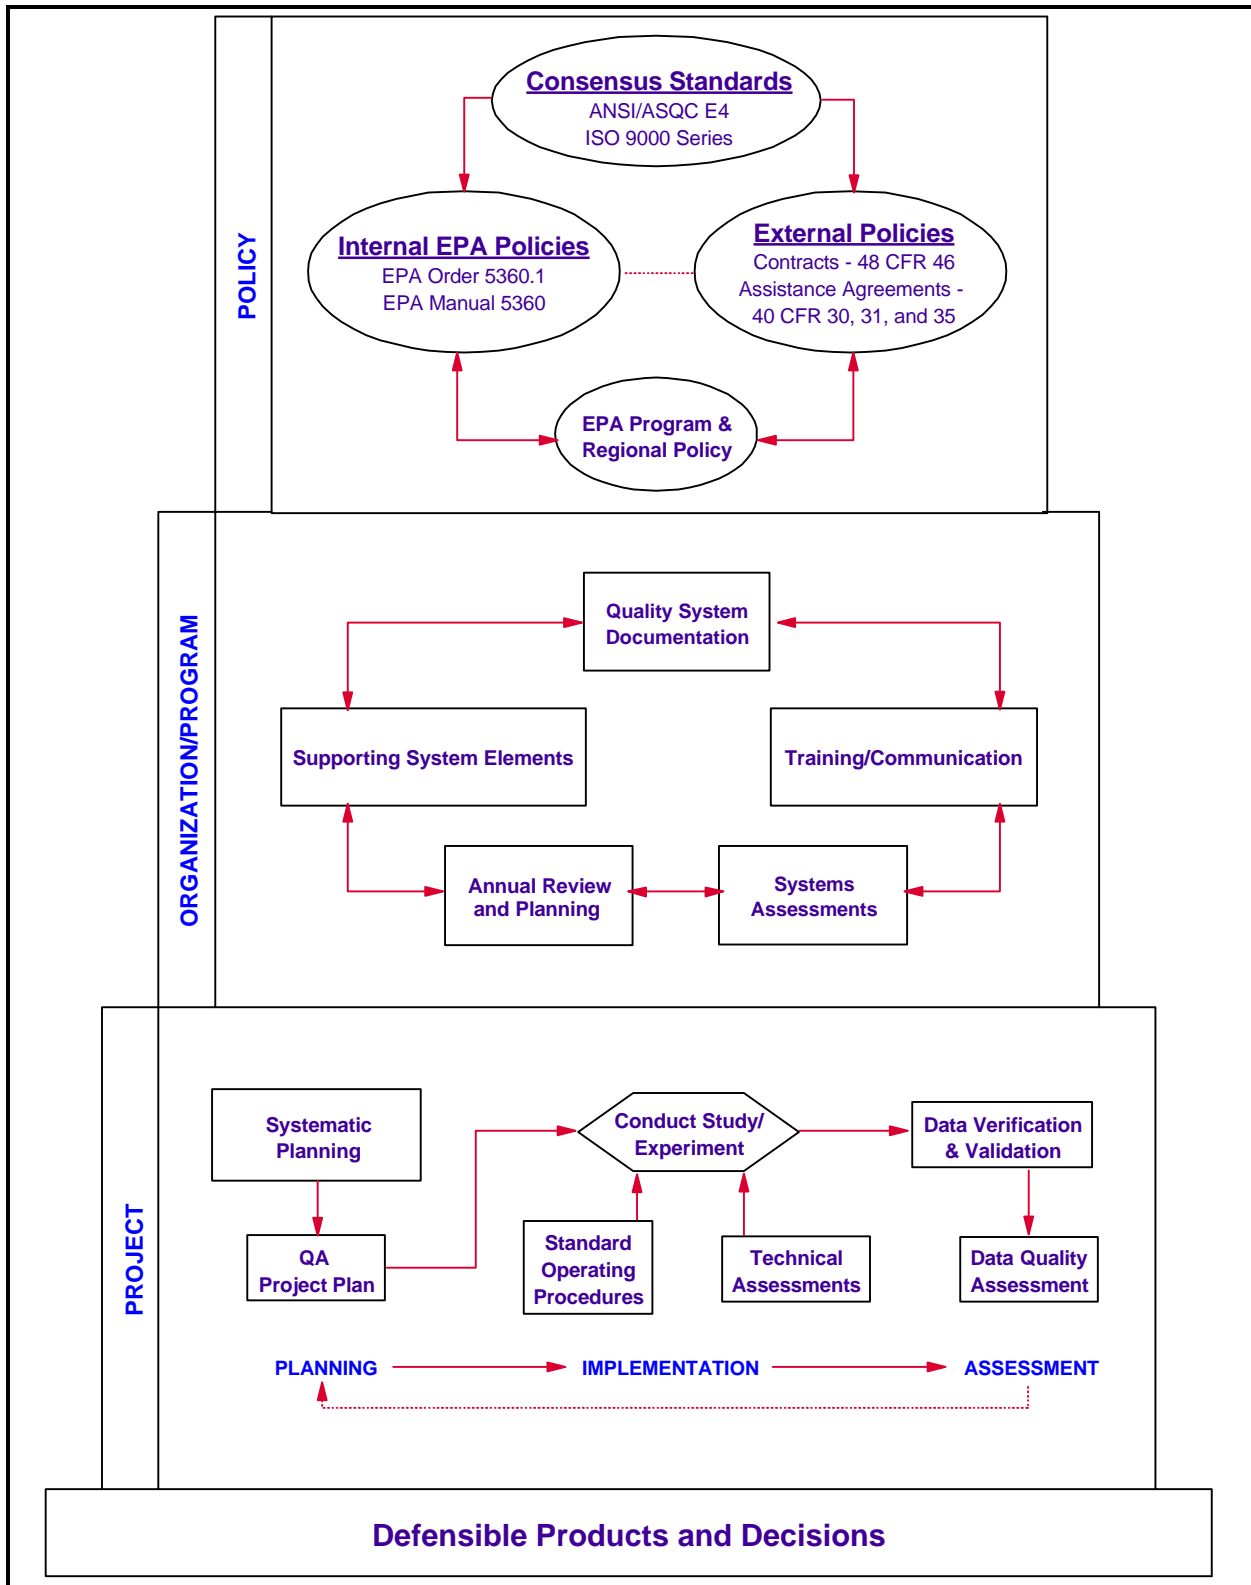 POLICY
Consensus Standards
ANSI/ASQC E4
ISO 9000 Series
Internal EPA Policies
EPA Order 5360.1
EPA Manual 5360
External Policies
Contracts - 48 CFR 46
Assistance Agreements -
40 CFR 30, 31, and 35
EPA Program &
Regional Policy
ORGANIZATION/PROGRAM
Quality System
Documentation
Supporting System Elements
Training/Communication
Annual Review
and Planning
Systems
Assessments
PROJECT
Systematic
Planning
Conduct Study/
Experiment
Data Verification
& Validation
QA
Project Plan
Standard
Operating
Procedures
Technical
Assessments
Data Quality
Assessment
PLANNING
IMPLEMENTATION
ASSESSMENT
Defensible Products and Decisions